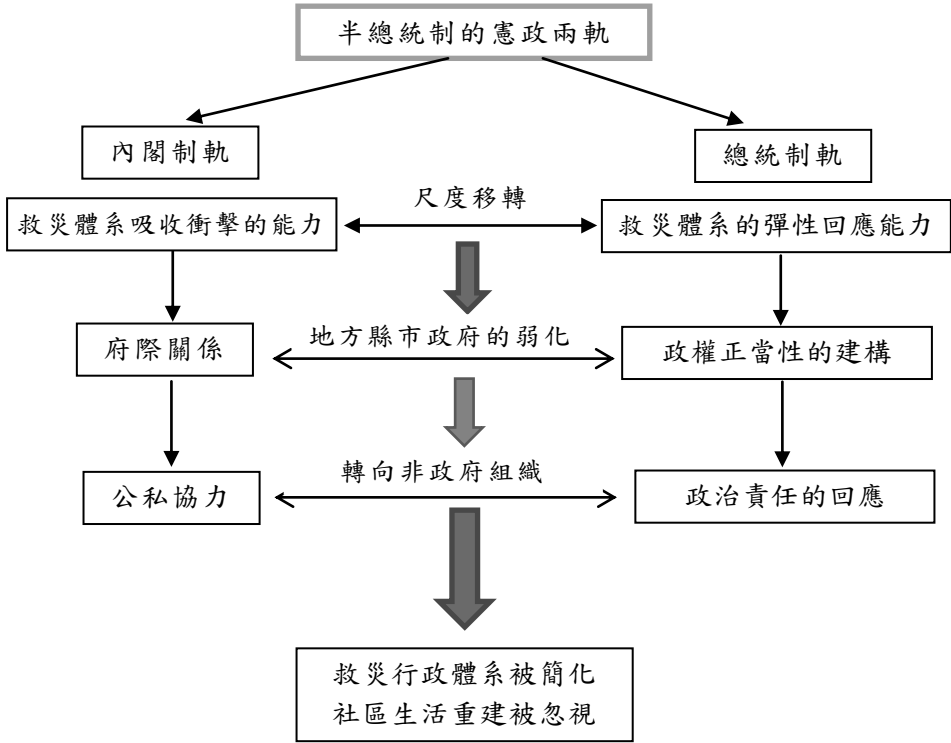 半總統制的憲政兩軌
內閣制軌
總統制軌
尺度移轉
救災體系吸收衝擊的能力
救災體系的彈性回應能力
地方縣市政府的弱化
府際關係
政權正當性的建構
轉向非政府組織
公私協力
政治責任的回應
救災行政體系被簡化
社區生活重建被忽視